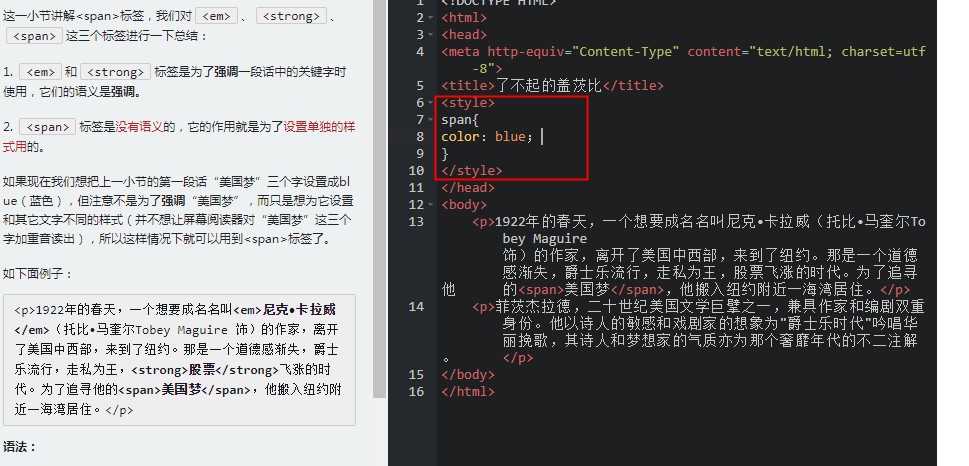 这一小节讲解<span>标签，我们对 <em> 、 <strong> 、
<span> 这三个标签进行一下总结：
1. <em> 和 <strong> 标签是为了强调一段话中的关键字时
使用，它们的语义是强调。
2. <span> 标签是没有语义的，它的作用就是为了设置单独的样
式用的。
如果现在我们想把上一小节的第一段话“美国梦”三个字设置成bl
ue（蓝色），但注意不是为了强调“美国梦”，而只是想为它设置
和其它文字不同的样式（并不想让屏幕阅读器对“美国梦”这三个
字加重音读出），所以这样情况下就可以用到<span>标签了。
如下面例子：
<p>1922年的春天，一个想要成名名叫<em>尼克•卡拉威
</em>（托比•马奎尔Tobey Maguire 饰）的作家，离开
了美国中西部，来到了纽约。那是一个道德感渐失，爵士
乐流行，走私为王，<strong>股票</strong>飞涨的时
代。为了追寻他的<span>美国梦</span>，他搬入纽约附
近一海湾居住。</p>
语法：
1 <!DOCTYPE HTML>
2 <html>
3 <head>
4 <meta http-equiv="Content-Type" content="text/html; charset=utf
-8">
5 <title>了不起的盖茨比</title>
6 <style>
7 span{
8 color：blue；
9 }
10 </style>
11 </head>
12 <body>
13 <p>1922年的春天，一个想要成名名叫尼克•卡拉威（托比•马奎尔To
bey Maguire
饰）的作家，离开了美国中西部，来到了纽约。那是一个道德
感渐失，爵士乐流行，走私为王，股票飞涨的时代。为了追寻
他 的<span>美国梦</span>，他搬入纽约附近一海湾居住。</p>
14 <p>菲茨杰拉德，二十世纪美国文学巨擘之一，兼具作家和编剧双重
身份。他以诗人的敏感和戏剧家的想象为"爵士乐时代"吟唱华
丽挽歌，其诗人和梦想家的气质亦为那个奢靡年代的不二注解
。 </p>
15 </body>
16 </html>